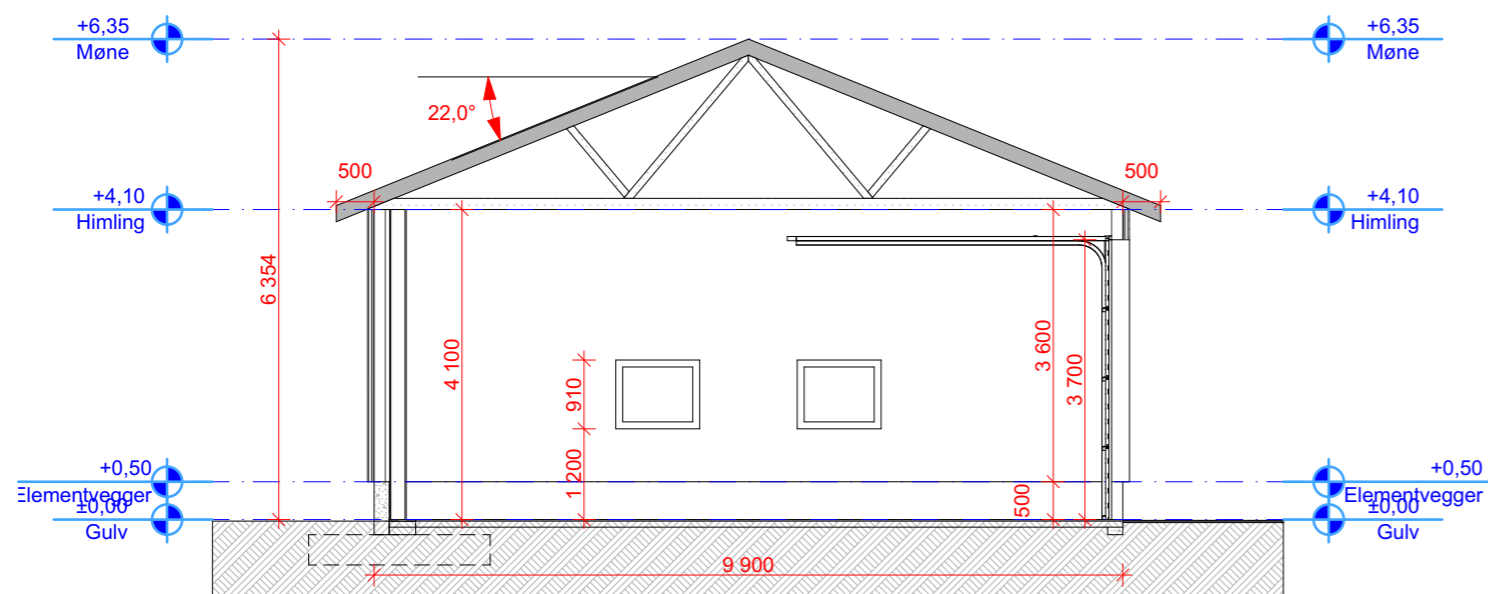 +6,35
Møne
+6,35
Møne
22,0°
500
500
+4,10
Himling
+4,10
Himling
6 354
4 100
3 600
3 700
910
1 200
500
+0,50
Elementvegger
±0,00
Gulv
+0,50
Elementvegger
±0,00
Gulv
9 900